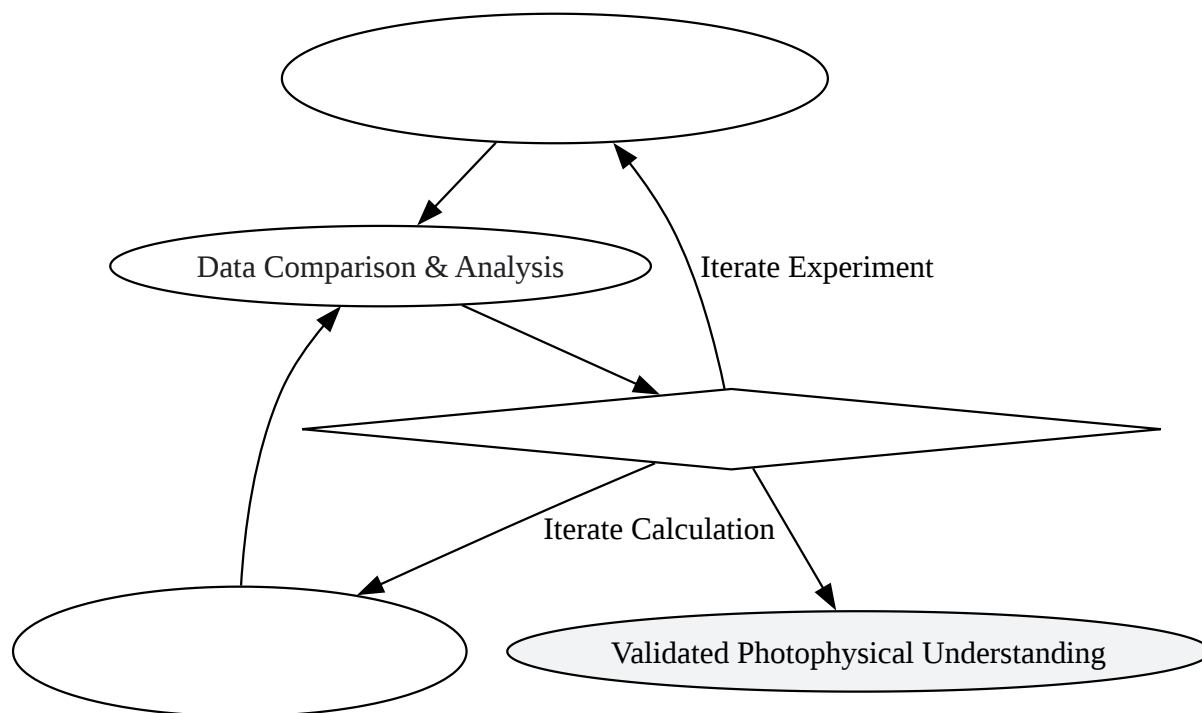 Data Comparison & Analysis
Iterate Experiment
Iterate Calculation
Validated Photophysical Understanding